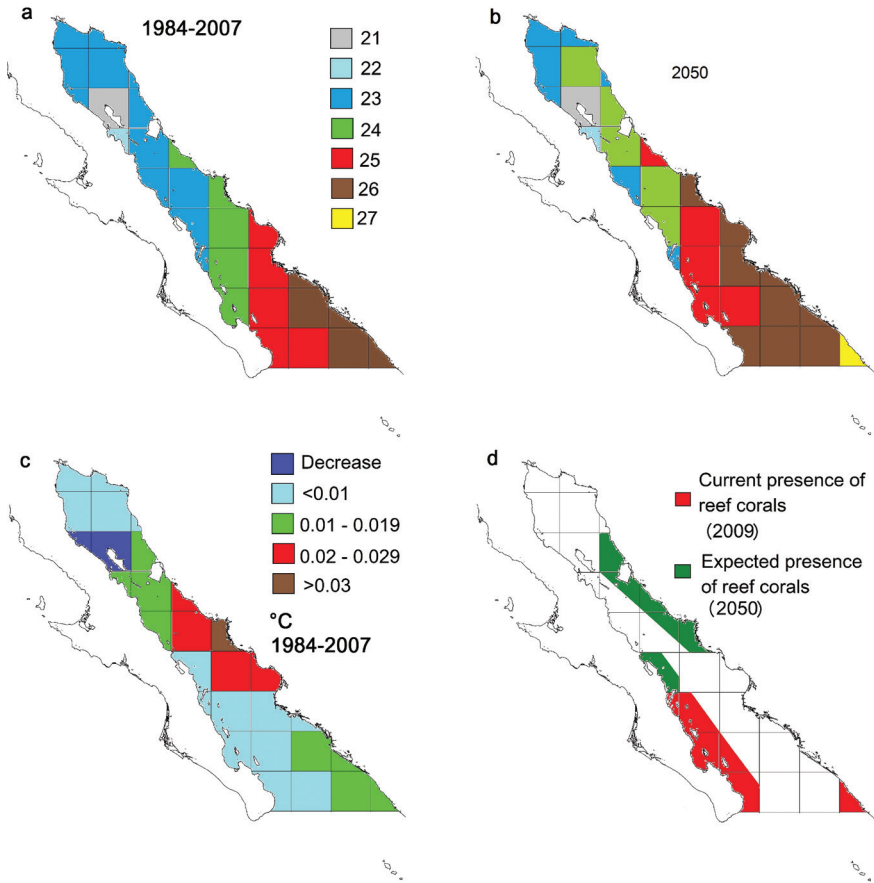 a
1984-2007
21
22
23
24
25
26
27
b
2050
c
Decrease
<0.01
0.01 - 0.019
0.02 - 0.029
>0.03
°C
1984-2007
d
Current presence of
reef corals
(2009)
Expected presence
of reef corals
(2050)